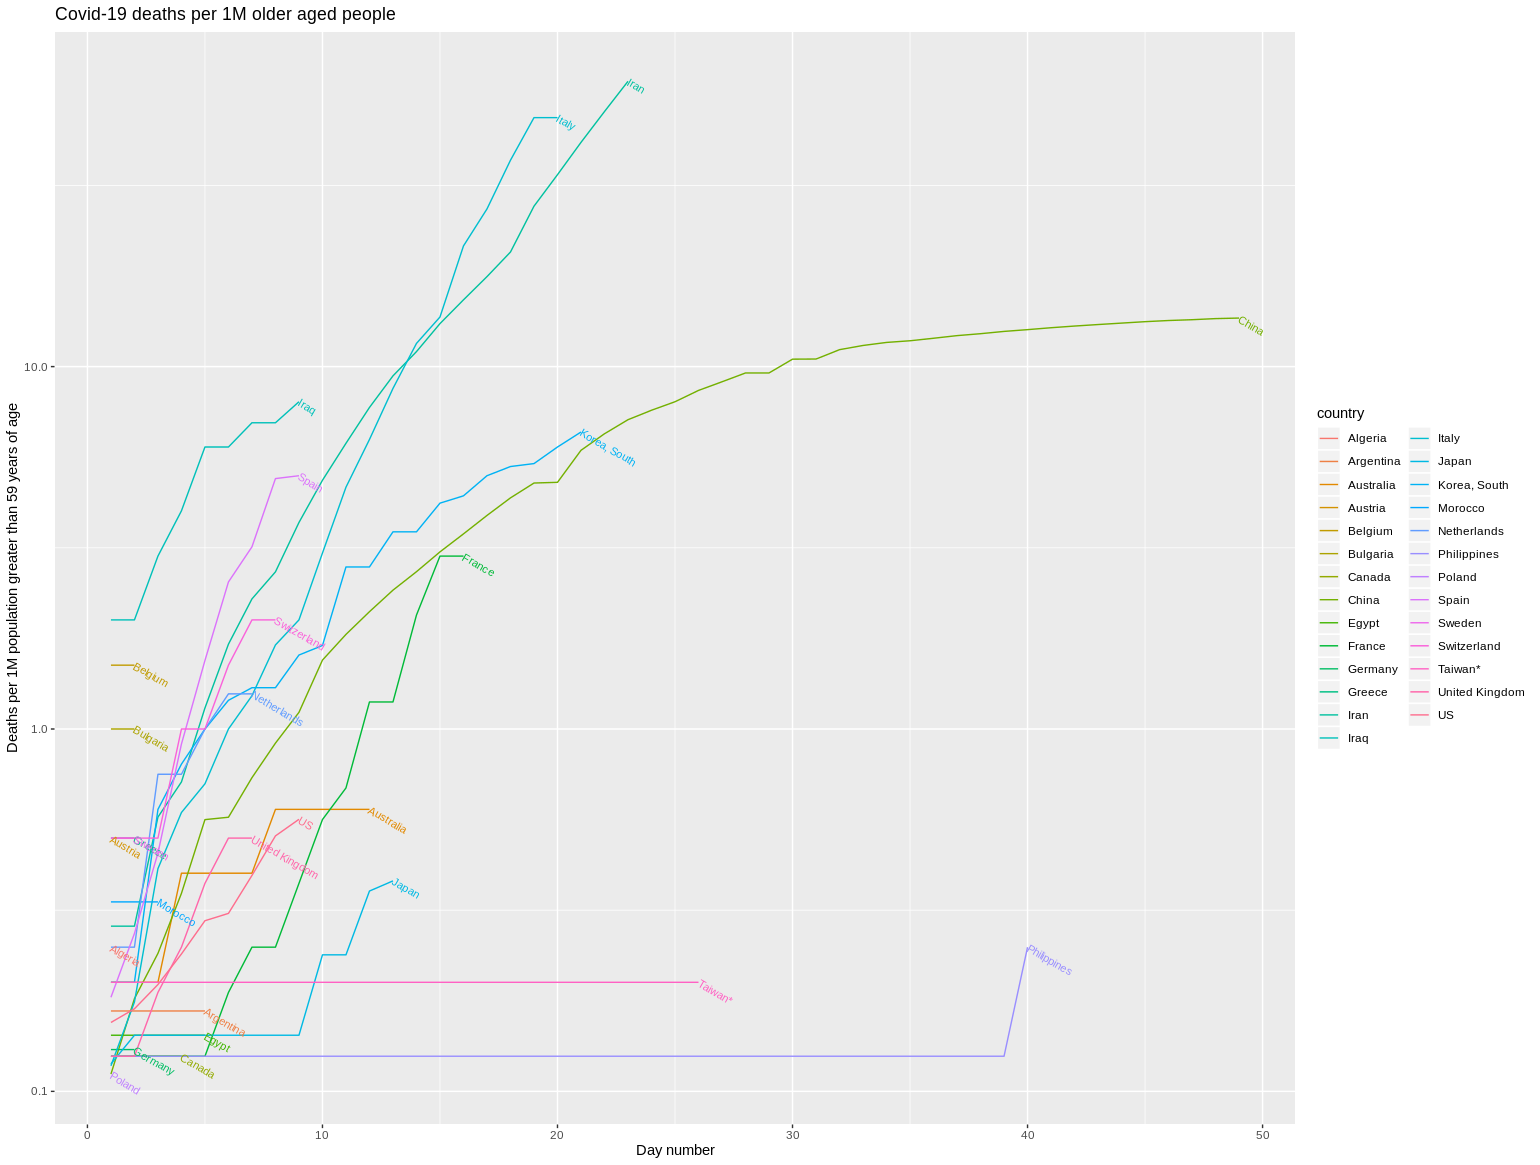 Covid-19 deaths per 1M older aged people
Deaths per 1M population greater than 59 years of age
10.0
1.0
0.1
Iran
Italy
China
Iraq
Korea, South
Spain
France
Switzerland
Belgium
Netherlands
Bulgaria
Australia
US
Austria
Greece
United Kingdom
Japan
Morocco
Algeria
Philippines
Taiwan*
Argentina
Egypt
Germany
Canada
Poland
0
10
20
30
40
50
Day number
country
Algeria
Argentina
Australia
Austria
Belgium
Bulgaria
Canada
China
Egypt
France
Germany
Greece
Iran
Iraq
Italy
Japan
Korea, South
Morocco
Netherlands
Philippines
Poland
Spain
Sweden
Switzerland
Taiwan*
United Kingdom
US